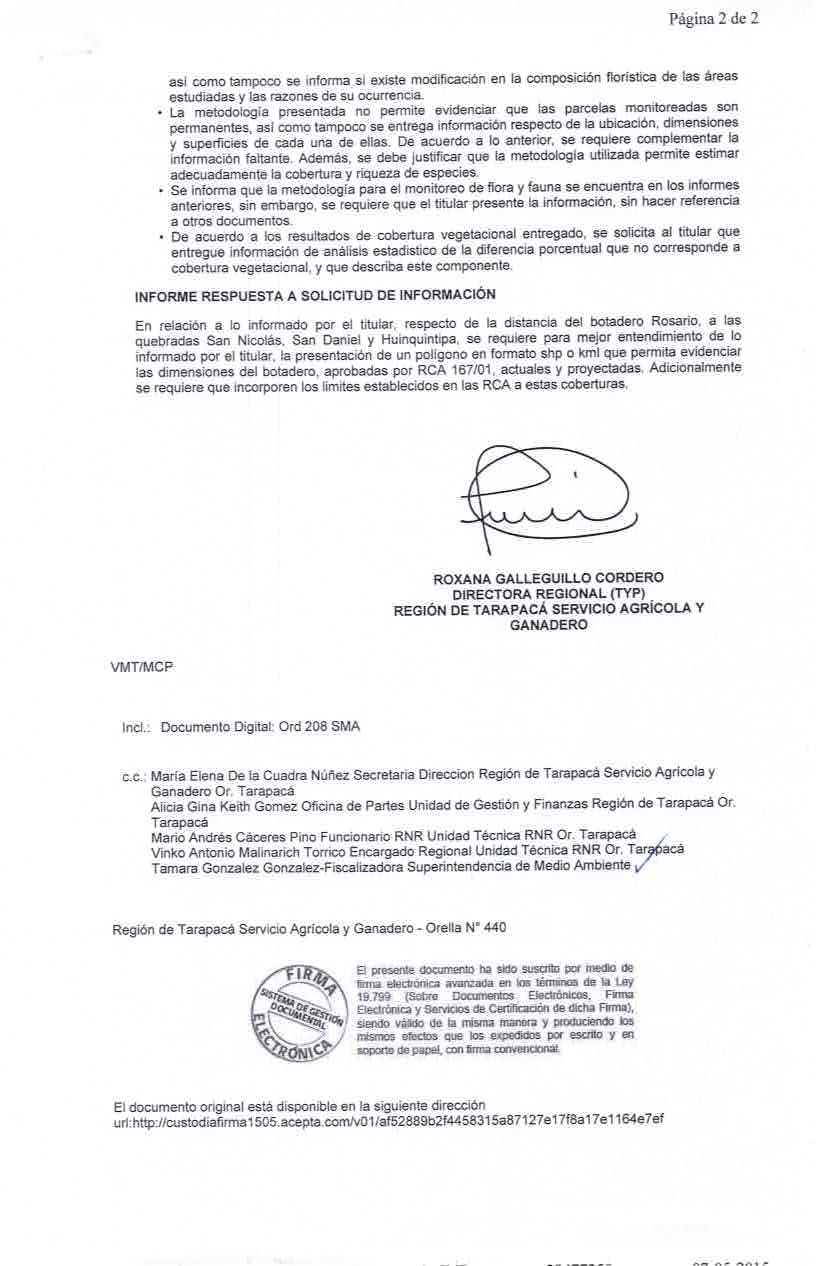 Página 2 de 2
así como tampoco se informa si existe modificación en la composición florística de las áreas
estudiadas y las razones de su ocurrencia.
• La metodología presentada no permite evidenciar que las parcelas monitoreadas son
permanentes, así como tampoco se entrega información respecto de la ubicación, dimensiones
y superficies de cada una de ellas. De acuerdo a lo anterior, se requiere complementar la
información faltante. Además, se debe justificar que la metodología utilizada permite estimar
adecuadamente la cobertura y riqueza de especies.
• Se informa que la metodología para el monitoreo de flora y fauna se encuentra en los informes
anteriores, sin embargo, se requiere que el titular presente la información, sin hacer referencia
a otros documentos.
• De acuerdo a los resultados de cobertura vegetacional entregado, se solicita al titular que
entregue información de análisis estadistico de la diferencia porcentual que no corresponde a
cobertura vegetacional, y que describa este componente.
INFORME RESPUESTA A SOLICITUD DE INFORMACIÓN
En relación a lo informado por el titular, respecto de la distancia del botadero Rosario, a las
quebradas San Nicolás, San Daniel y Huinquintipa, se requiere para mejor entendimiento de lo
informado por el titular, la presentación de un polígono en formato shp o kml que permita evidenciar
las dimensiones del botadero, aprobadas por RCA 167/01, actuales y proyectadas. Adicionalmente
se requiere que incorporen los límites establecidos en las RCA a estas coberturas.
ROXANA GALLEGUILLO CORDERO
DIRECTORA REGIONAL (TYP)
REGIÓN DE TARAPACÁ SERVICIO AGRÍCOLA Y
GANADERO
VMT/MCP
Incl.: Documento Digital: Ord 208 SMA
c.c.: María Elena De la Cuadra Núñez Secretaria Direccion Región de Tarapacá Servicio Agrícola y
Ganadero Or. Tarapacá
Alicia Gina Keith Gomez Oficina de Partes Unidad de Gestión y Finanzas Región de Tarapacá Or.
Tarapacá
Mario Andrés Cáceres Pino Funcionario RNR Unidad Técnica RNR Or. Tarapacá
Vinko Antonio Malinarich Torrico Encargado Regional Unidad Técnica RNR Or. Tarapacá
Tamara Gonzalez Gonzalez-Fiscalizadora Superintendencia de Medio Ambiente
Región de Tarapacá Servicio Agrícola y Ganadero - Orella N° 440
FIRMA
SISTEMA DE GESTIÓN
DOCUMENTAL
ELECTRÓNICA
El presente documento ha sido suscrito por medio de
firma electrónica avanzada en los términos de la Ley
19.799 (Sobre Documentos Electrónicos, Firma
Electrónica y Servicios de Certificación de dicha Firma),
siendo válido de la misma manera y produciendo los
mismos efectos que los expedidos por escrito y en
soporte de papel, con firma convencional.
El documento original está disponible en la siguiente dirección
url:http://custodiafirma1505.acepta.com/v01/af52889b2f4458315a87127e17f8a17e1164e7ef